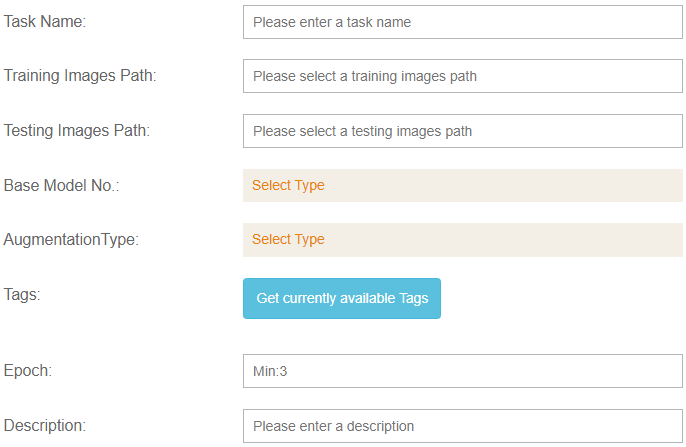 Task Name: Please enter a task name
Training Images Path: Please select a training images path
Testing Images Path: Please select a testing images path
Base Model No.: Select Type
AugmentationType: Select Type
Tags: Get currently available Tags
Epoch: Min:3
Description: Please enter a description